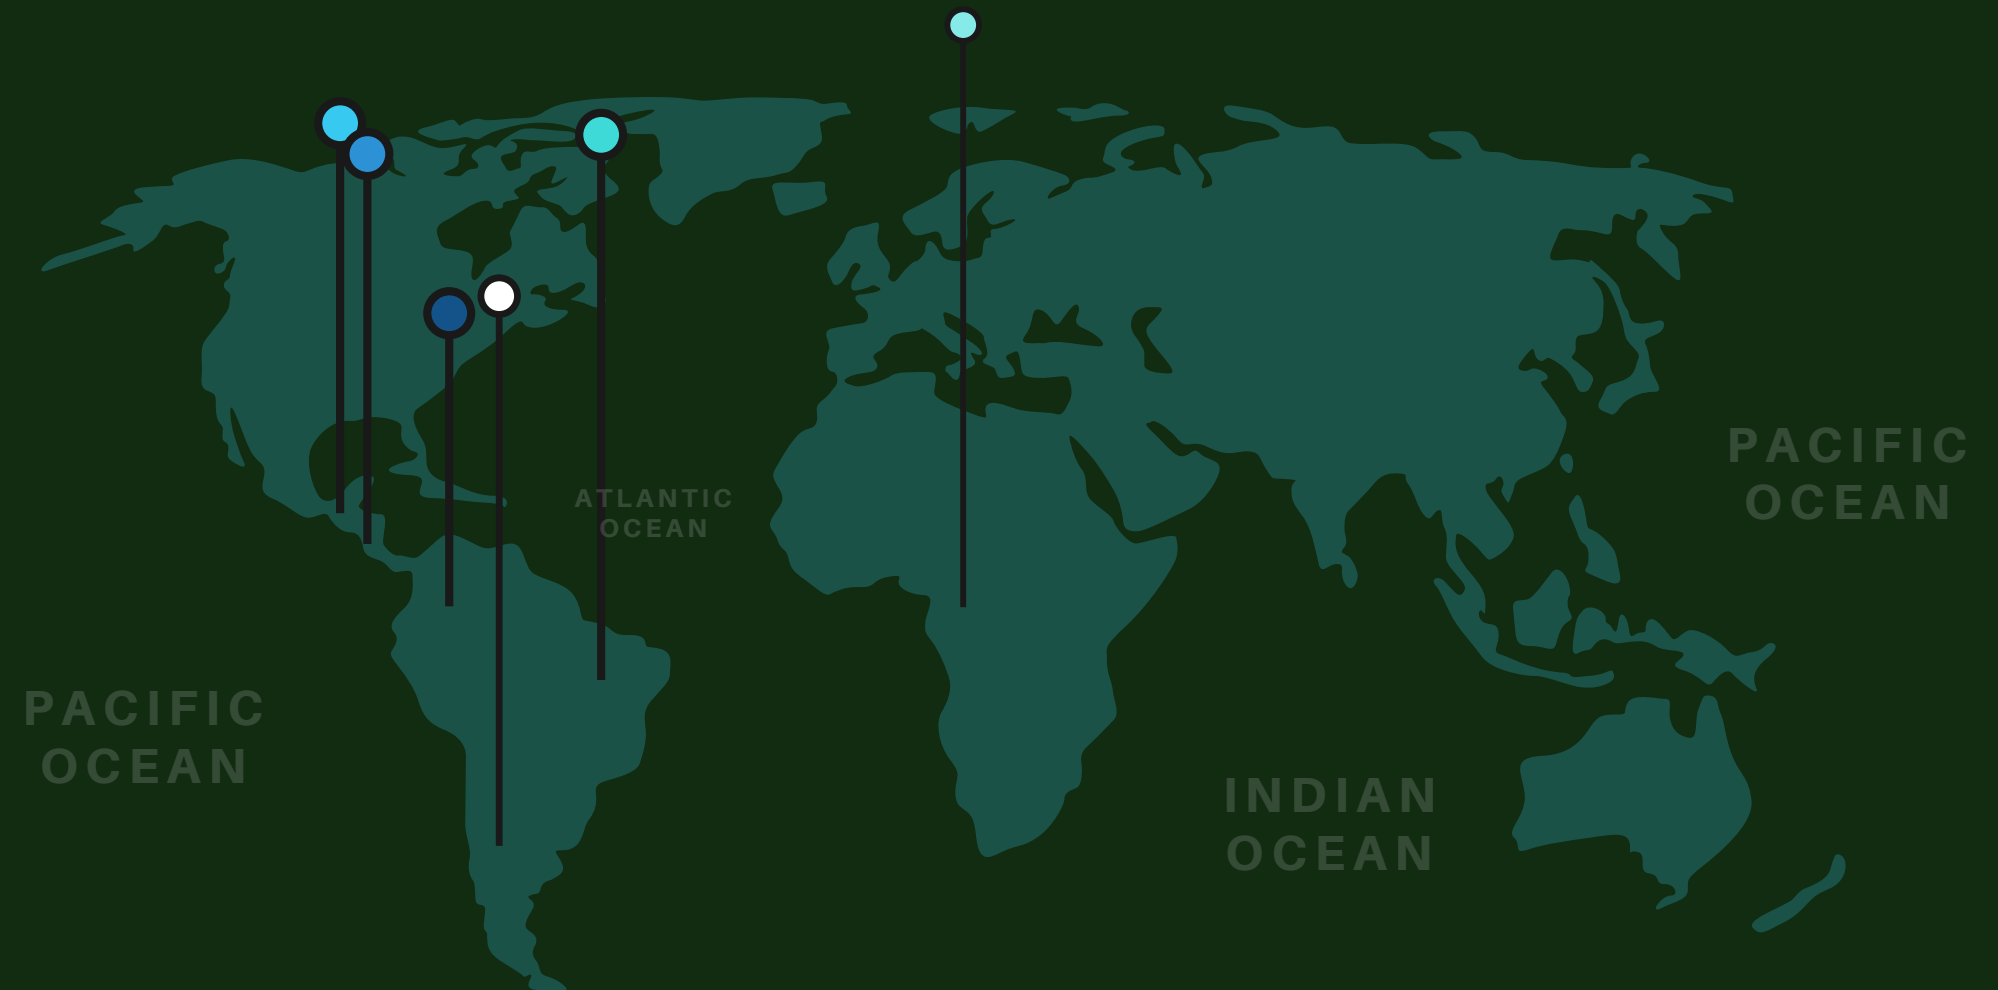 ATLANTIC
OCEAN
PACIFIC
OCEAN
PACIFIC
OCEAN
INDIAN
OCEAN